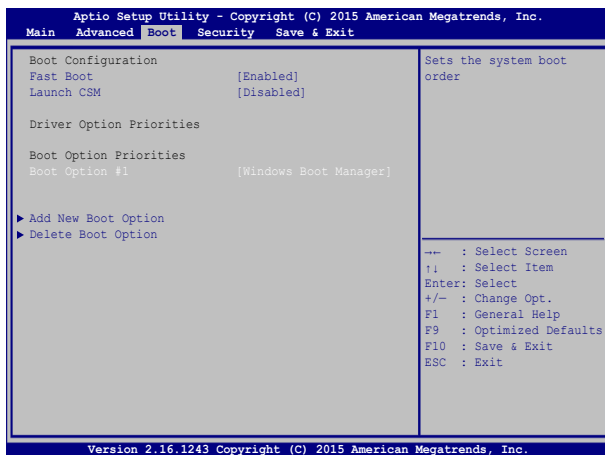 Aptio Setup Utility - Copyright (C) 2015 American Megatrends, Inc.
Main Advanced Boot Security Save & Exit
Boot Configuration
Fast Boot [Enabled]
Launch CSM [Disabled]
Driver Option Priorities
Boot Option Priorities
Boot Option #1 [Windows Boot Manager]
▶ Add New Boot Option
▶ Delete Boot Option
Sets the system boot
order
→← : Select Screen
↑↓ : Select Item
Enter: Select
+/— : Change Opt.
F1 : General Help
F9 : Optimized Defaults
F10 : Save & Exit
ESC : Exit
Version 2.16.1243 Copyright (C) 2015 American Megatrends, Inc.